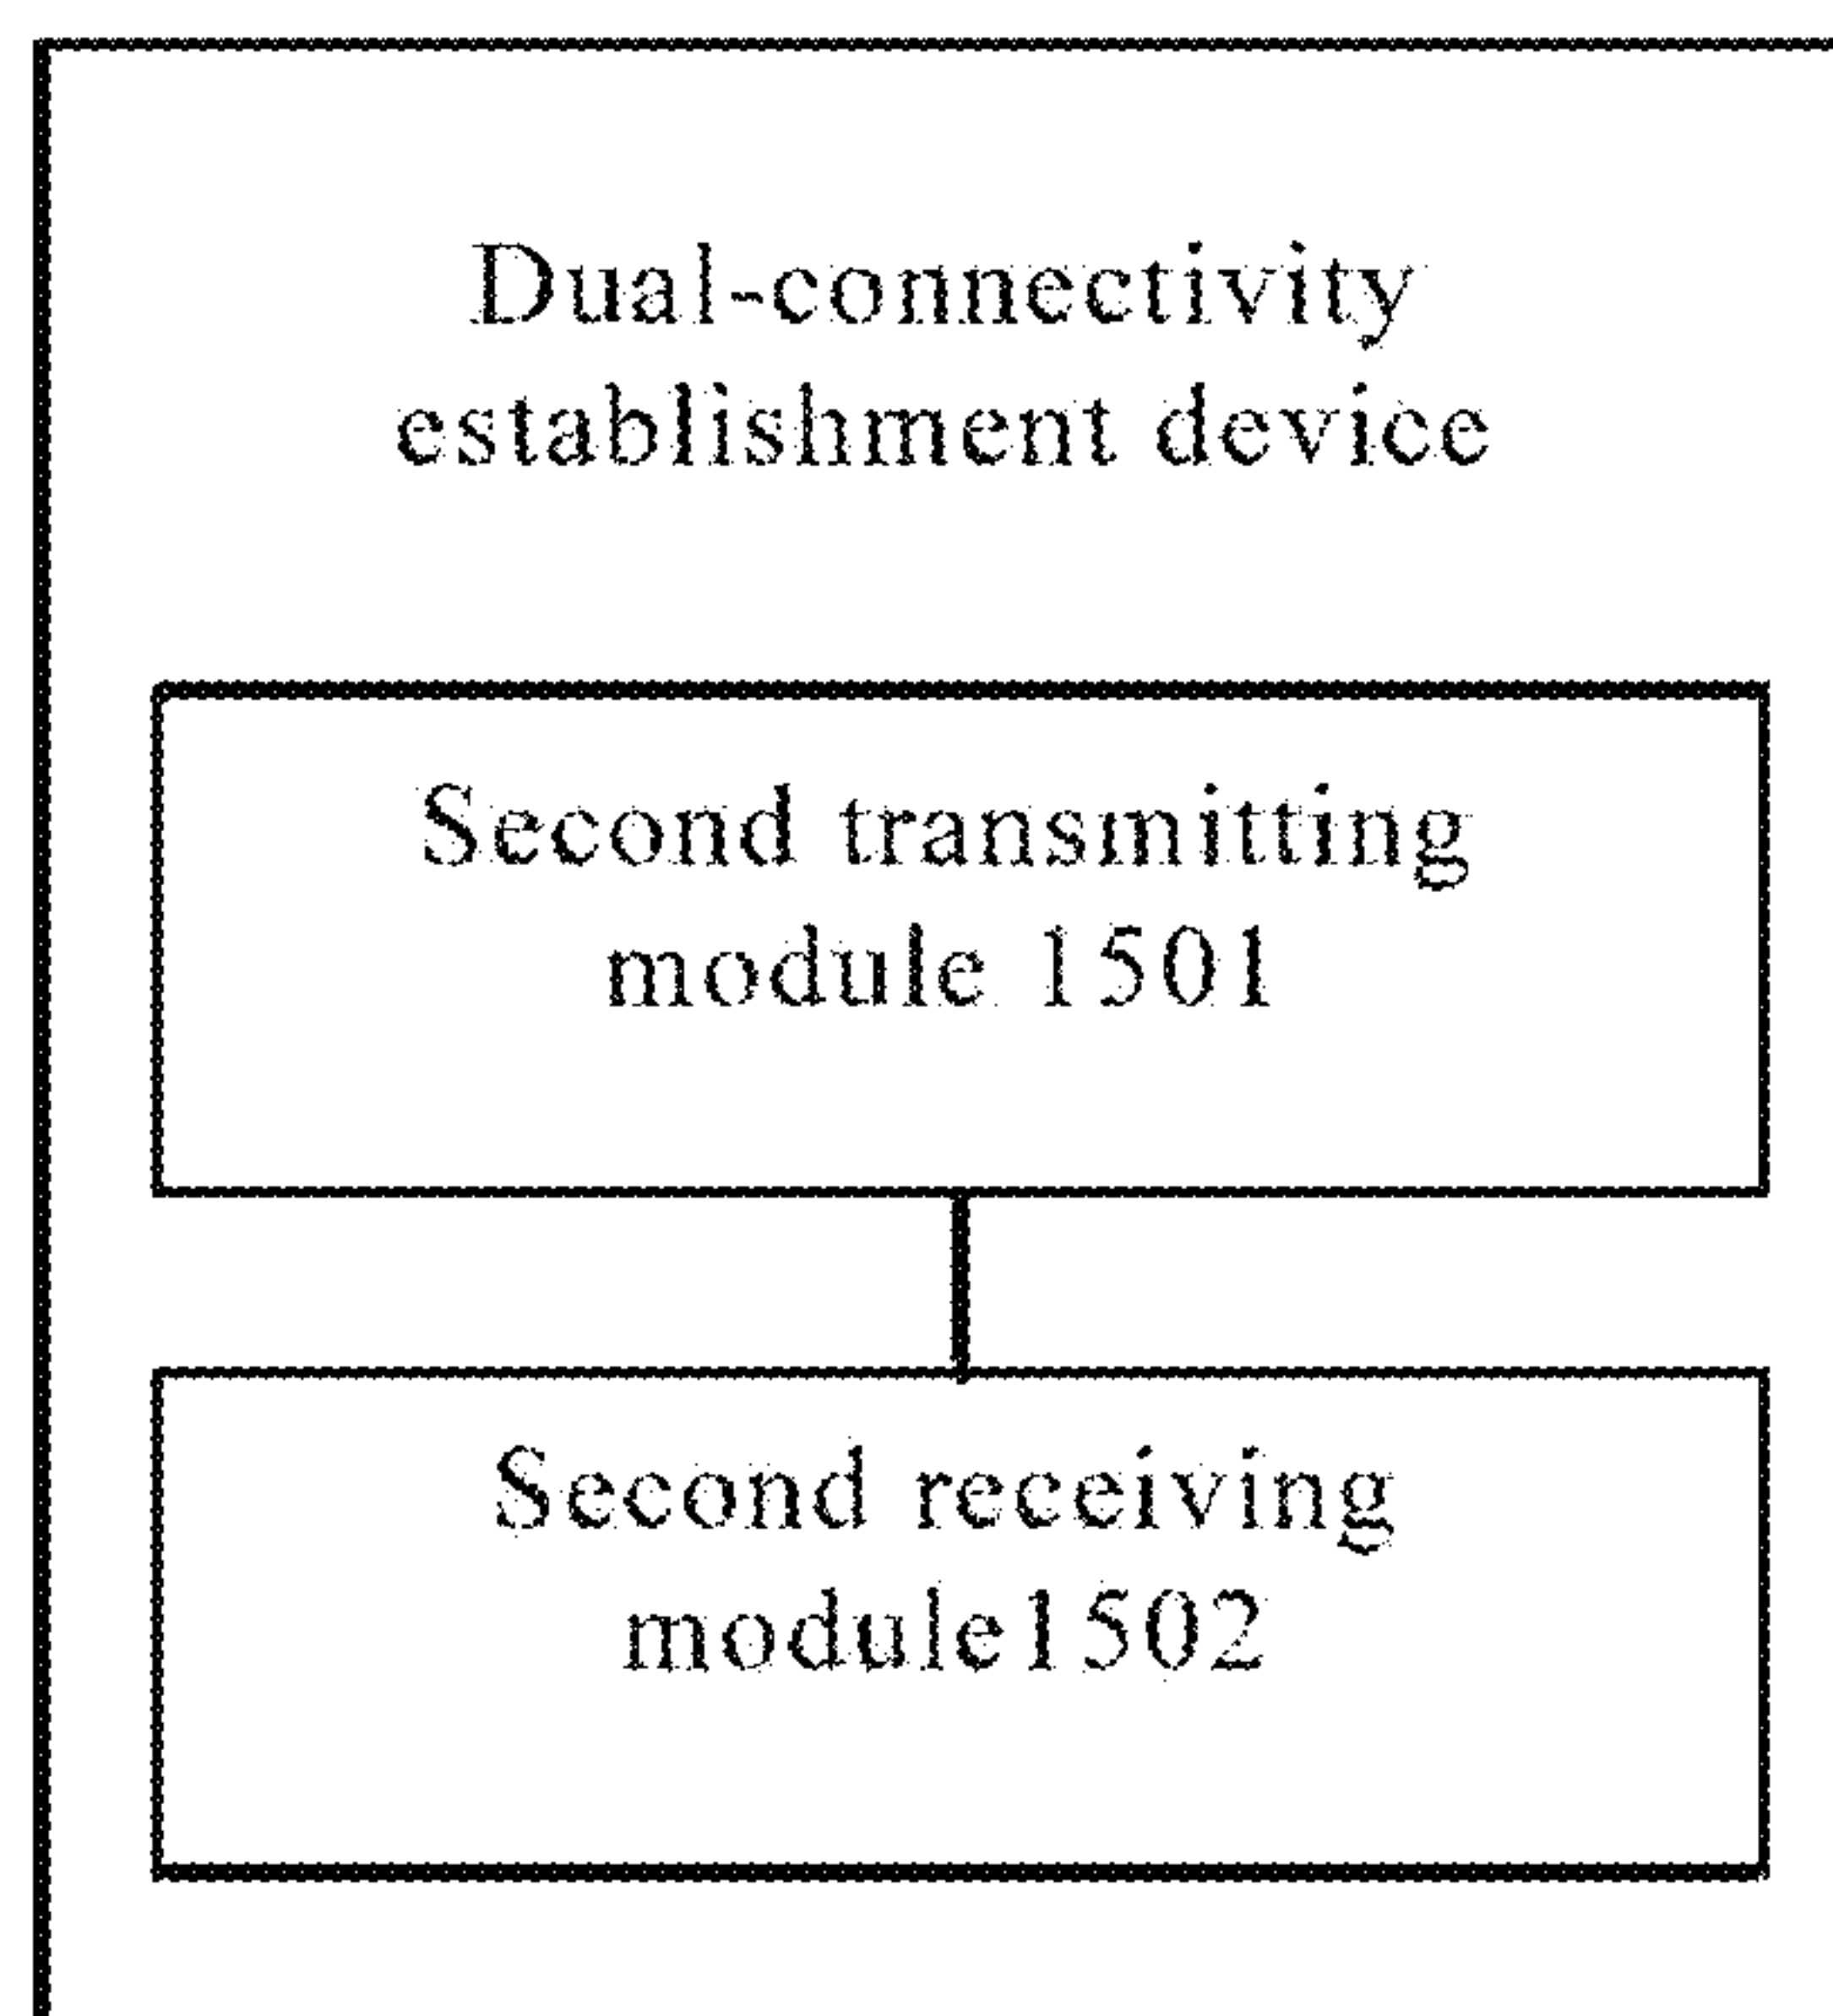 Dual-connectivity
establishment device
Second transmitting
module 1501
Second receiving
module1502